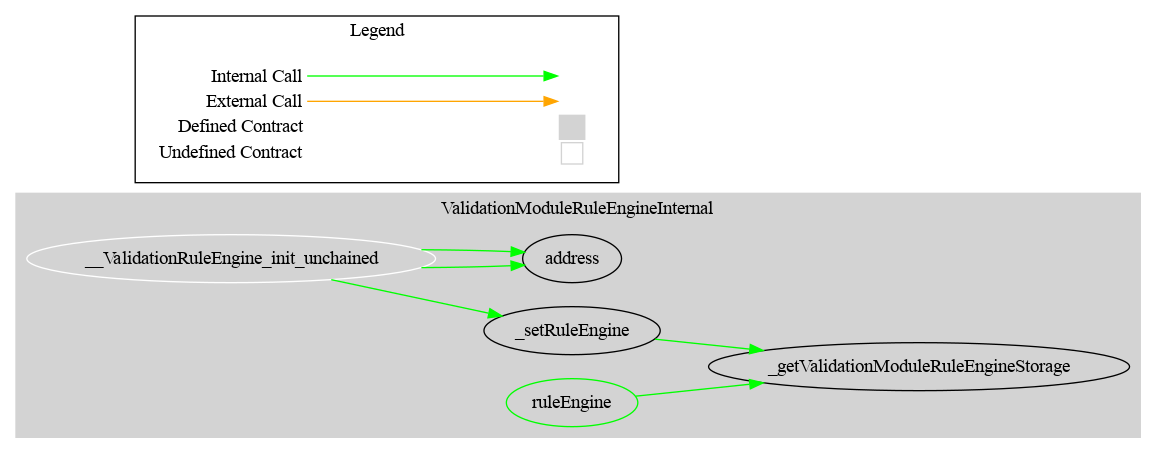 Legend
Internal Call
External Call
Defined Contract
Undefined Contract
ValidationModuleRuleEngineInternal
__ValidationRuleEngine_init_unchained
address
_setRuleEngine
_getValidationModuleRuleEngineStorage
ruleEngine